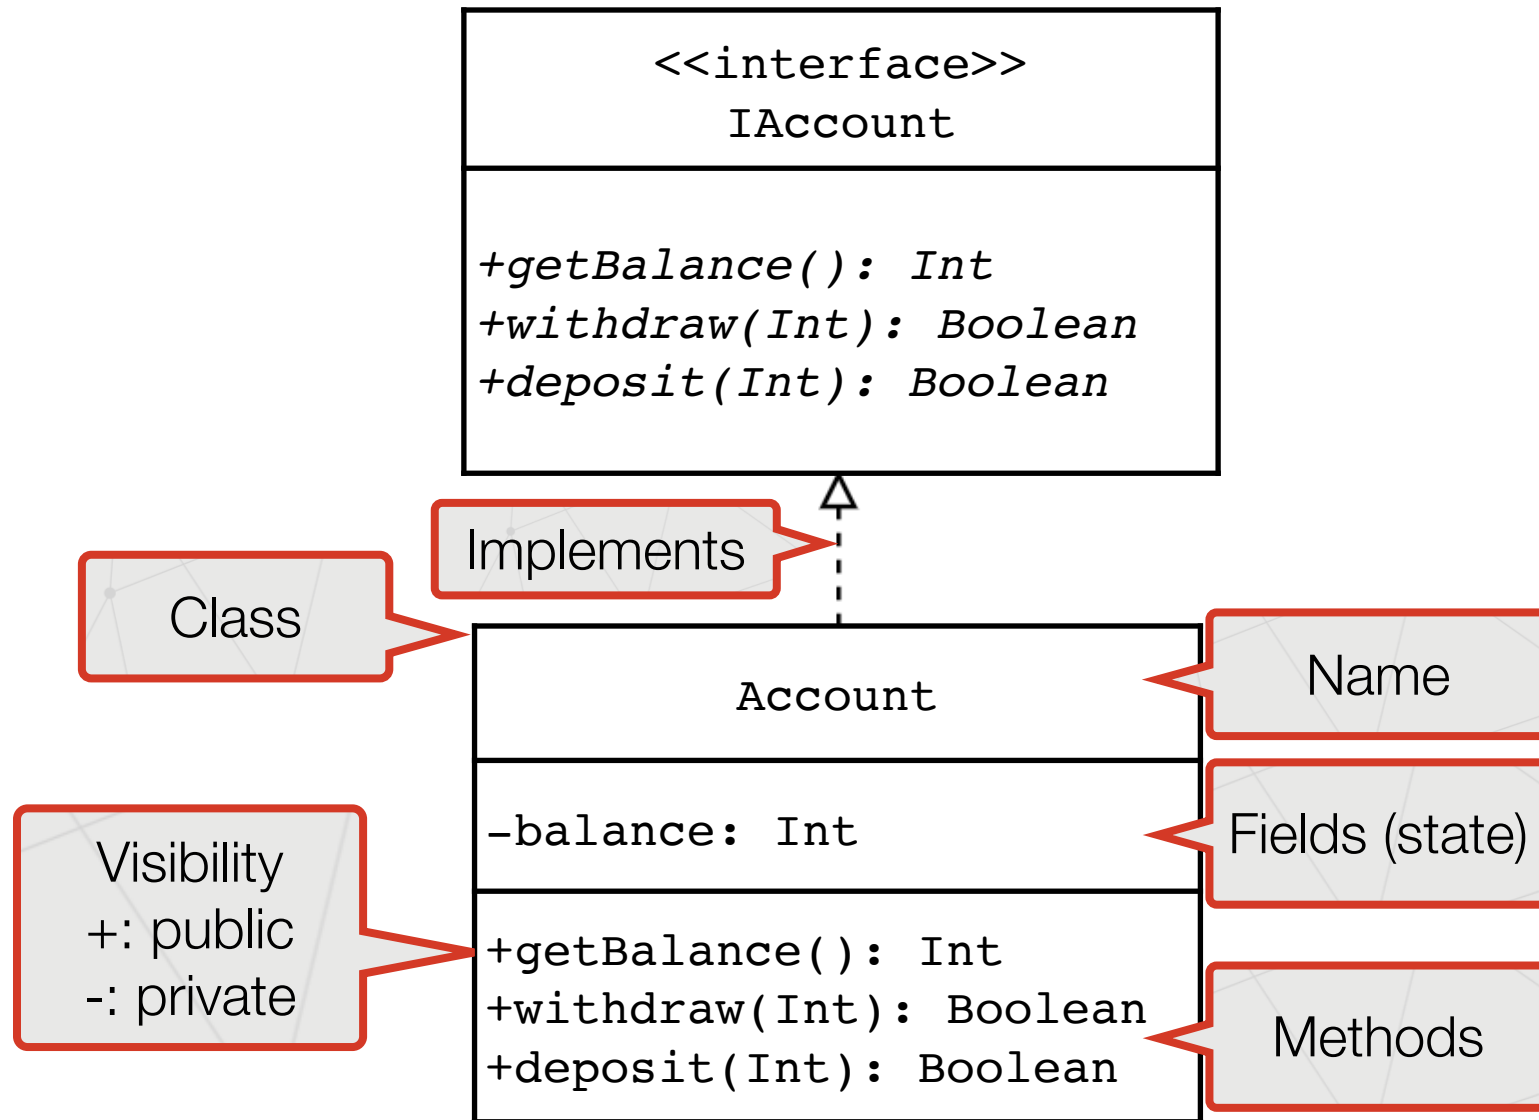 <<interface>>
IAccount
+getBalance(): Int
+withdraw(Int): Boolean
+deposit(Int): Boolean
Implements
Class
Account
Name
-balance: Int
Fields (state)
Visibility
+: public
-: private
+getBalance(): Int
+withdraw(Int): Boolean
+deposit(Int): Boolean
Methods